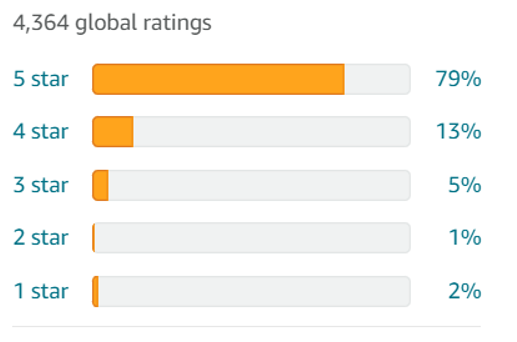 4,364 global ratings
5 star 79%
4 star 13%
3 star 5%
2 star 1%
1 star 2%